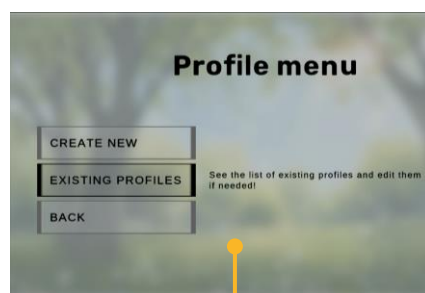 Profile menu
CREATE NEW
EXISTING PROFILES
See the list of existing profiles and edit them
if needed!
BACK